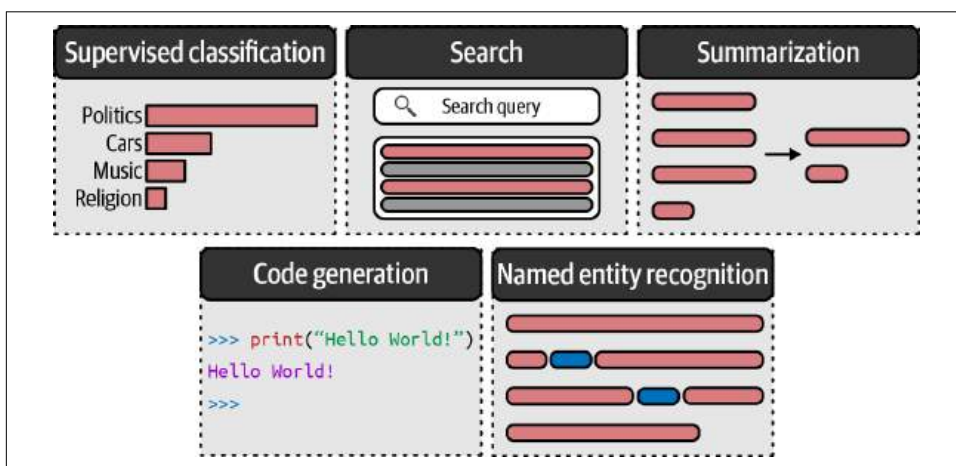 Supervised classification
Search
Summarization
Politics
Cars
Music
Religion
Search query
Code generation
Named entity recognition
>>> print(“Hello World!”)
Hello World!
>>>